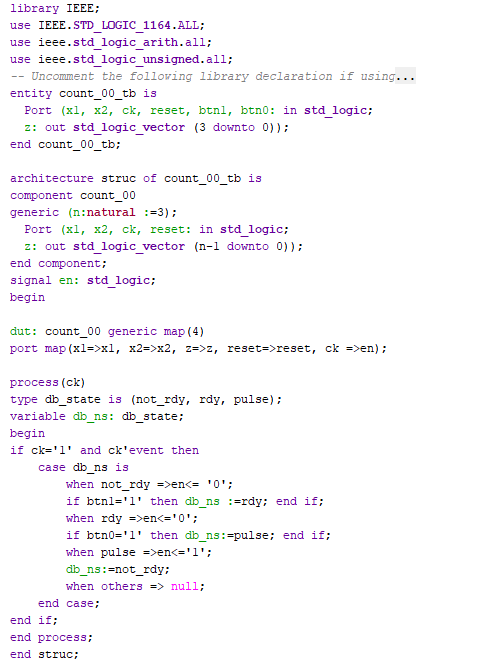 library IEEE;
use IEEE.STD_LOGIC_1164.ALL;
use ieee.std_logic_arith.all;
use ieee.std_logic_unsigned.all;
-- Uncomment the following library declaration if using...
entity count_00_tb is
  Port (x1, x2, ck, reset, btn1, btn0: in std_logic;
  z: out std_logic_vector (3 downto 0));
end count_00_tb;

architecture struc of count_00_tb is
component count_00
generic (n:natural :=3);
  Port (x1, x2, ck, reset: in std_logic;
  z: out std_logic_vector (n-1 downto 0));
end component;
signal en: std_logic;
begin

dut: count_00 generic map(4)
port map(x1=>x1, x2=>x2, z=>z, reset=>reset, ck =>en);

process(ck)
type db_state is (not_rdy, rdy, pulse);
variable db_ns: db_state;
begin
if ck='1' and ck'event then
    case db_ns is
        when not_rdy =>en<= '0';
        if btn1='1' then db_ns :=rdy; end if;
        when rdy =>en<='0';
        if btn0='1' then db_ns:=pulse; end if;
        when pulse =>en<='1';
        db_ns:=not_rdy;
        when others => null;
    end case;
end if;
end process;
end struc;